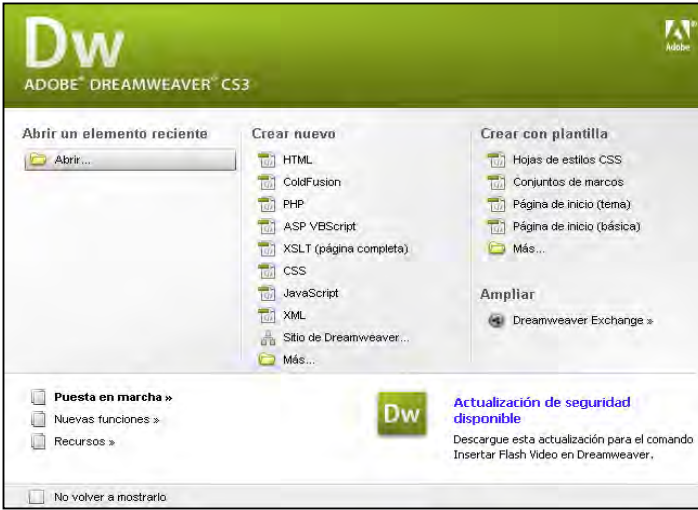 Dw
ADOBE® DREAMWEAVER® CS3
Adobe®
Abrir un elemento reciente
Abrir...
Crear nuevo
HTML
ColdFusion
PHP
ASP VBScript
XSLT (página completa)
CSS
JavaScript
XML
Sitio de Dreamweaver...
Más...
Crear con plantilla
Hojas de estilos CSS
Conjuntos de marcos
Página de inicio (tema)
Página de inicio (básica)
Más...
Ampliar
Dreamweaver Exchange »
Puesta en marcha »
Nuevas funciones »
Recursos »
Dw
Actualización de seguridad
disponible
Descargue esta actualización para el comando
Insertar Flash Video en Dreamweaver.
No volver a mostrarlo